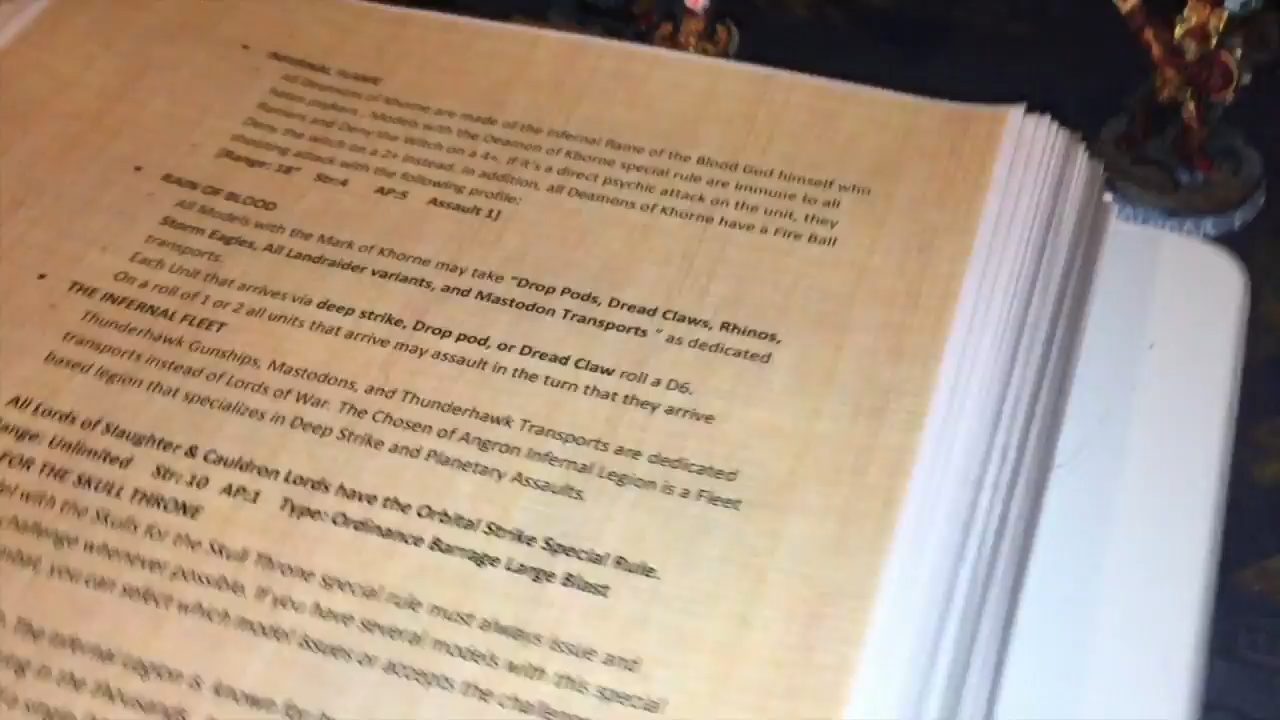 INFERNAL FLAME
All Deamons of Khorne are made of the Infernal flame of the Blood God himself who
. Models with the Deamon of Khorne special rule are immune to all
Flamers and Deny the Witch on a 4+. If it's a direct psychic attack on the unit, they
Deny the witch on a 2+ instead. In addition, all Deamons of Khorne have a Fire Ball
shooting attack with the following profile:
[Range: 18" Str:4 AP:5 Assault 1]
RAIN OF BLOOD
All Models with the Mark of Khorne may take "Drop Pods, Dread Claws, Rhinos,
Storm Eagles, All Landraider variants, and Mastodon Transports " as dedicated
transports.
Each Unit that arrives via deep strike, Drop pod, or Dread Claw roll a D6.
On a roll of 1 or 2 all units that arrive may assault in the turn that they arrive
THE INFERNAL FLEET
Thunderhawk Gunships, Mastodons, and Thunderhawk Transports are dedicated
transports instead of Lords of War. The Chosen of Angron Infernal Legion is a Fleet
based legion that specializes in Deep Strike and Planetary Assaults.
All Lords of Slaughter & Cauldron Lords have the Orbital Strike Special Rule.
ange: Unlimited Str: 10 AP:1 Type: Ordinance Barrage Large Blast
FOR THE SKULL THRONE
el with the Skulls for the Skull Throne special rule must always issue and
challenge whenever possible. If you have several models with this special
you can select which model issues or accepts the challenge
The Infernal Legion is known for
in the thousands,